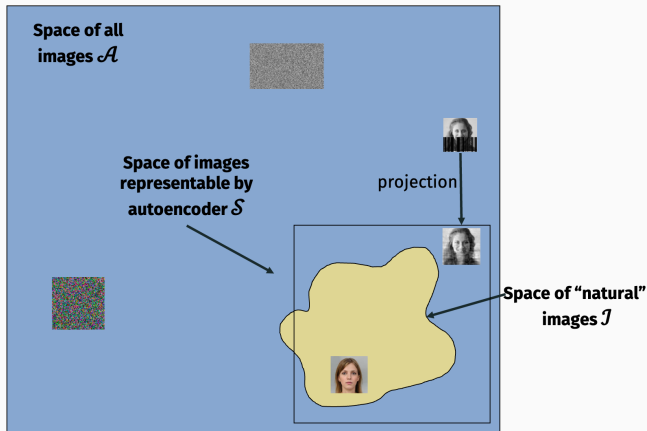 Space of all
images 𝒜
Space of images
representable by
autoencoder 𝒮
projection
Space of “natural”
images ℐ